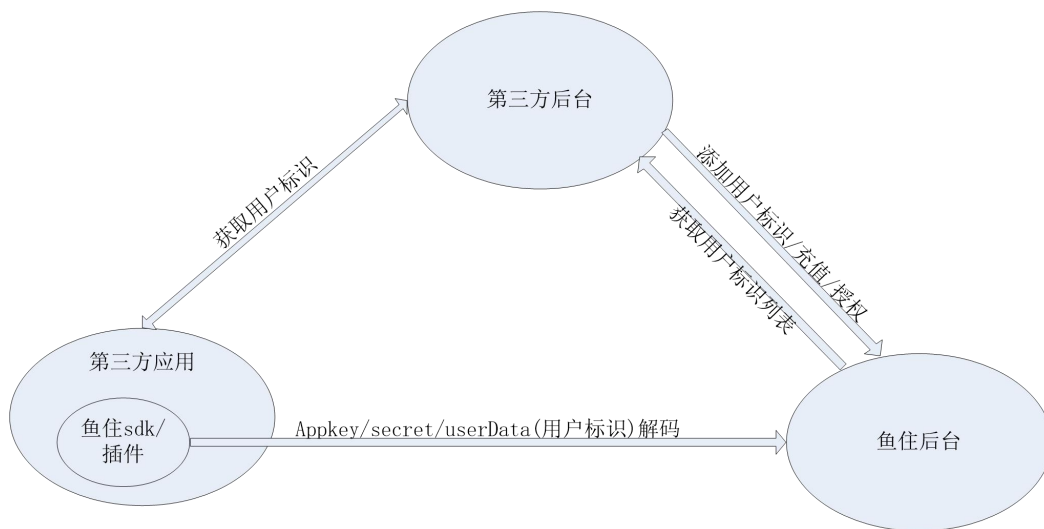 第三方后台
获取用户标识
添加用户标识/充值/授权
获取用户标识列表
第三方应用
鱼住sdk/
插件
Appkey/secret/userData(用户标识)解码
鱼住后台